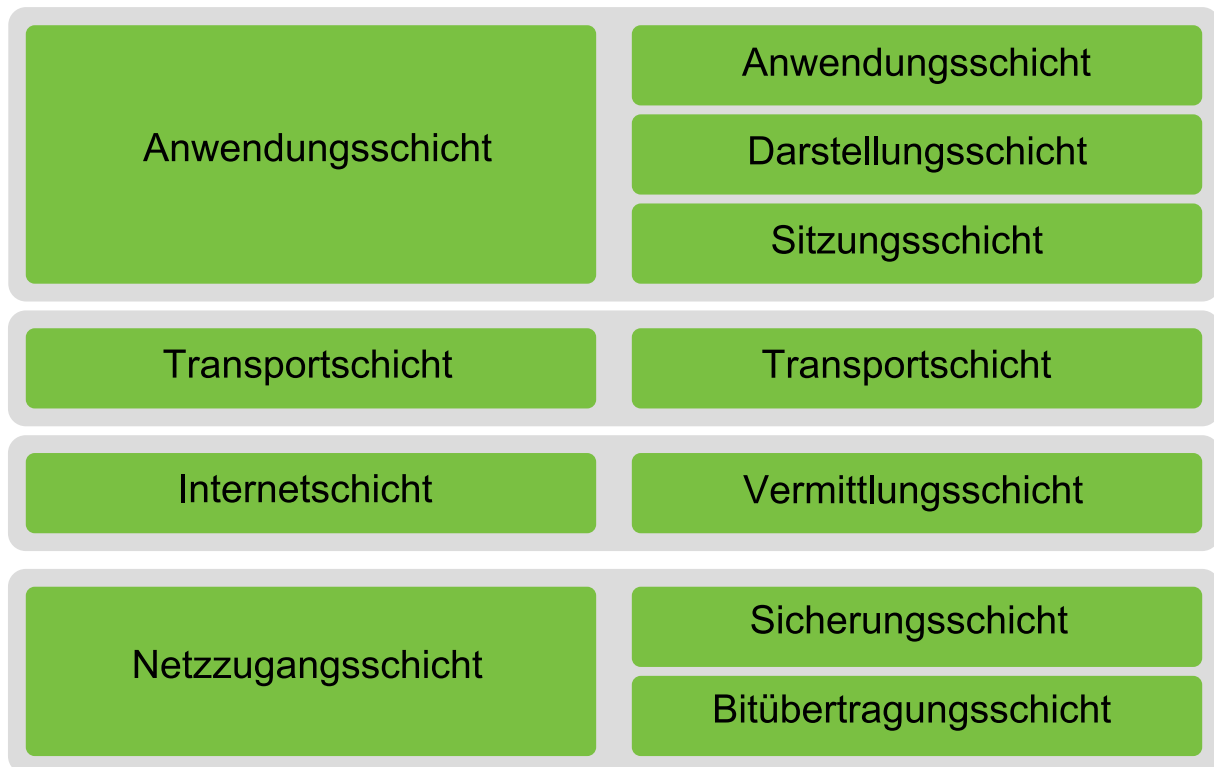 Anwendungsschicht
Anwendungsschicht
Darstellungsschicht
Sitzungsschicht
Transportschicht
Transportschicht
Internetschicht
Vermittlungsschicht
Netzzugangsschicht
Sicherungsschicht
Bitübertragungsschicht